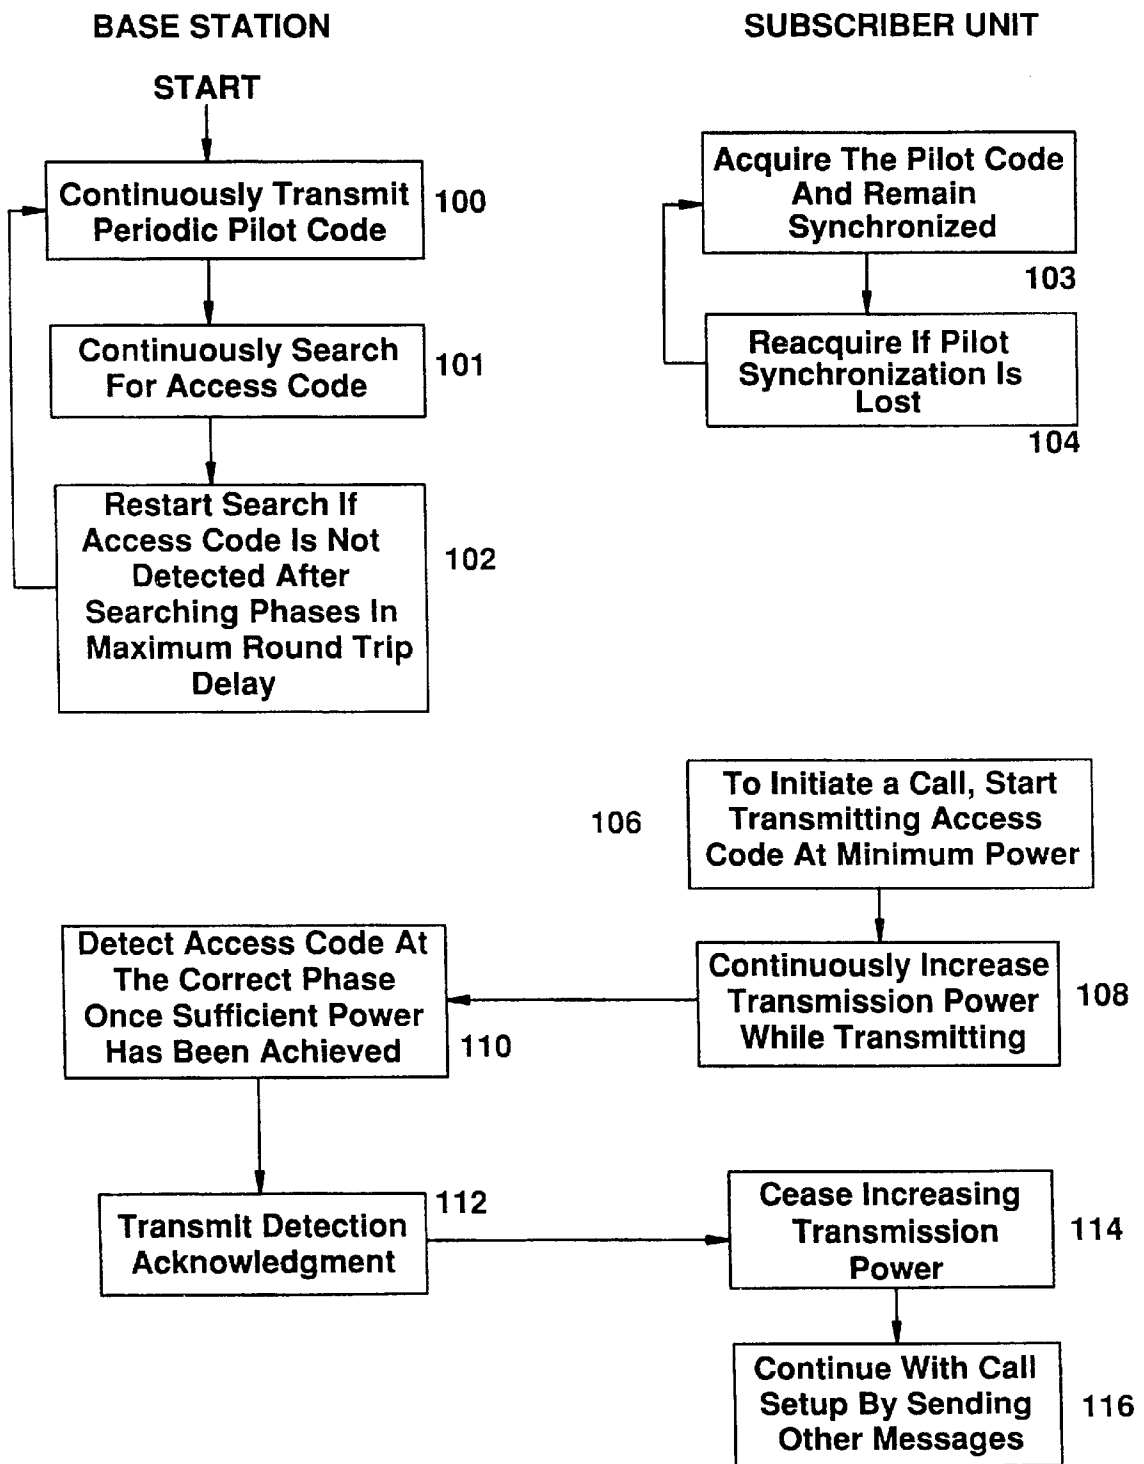 BASE STATION
SUBSCRIBER UNIT
START
Continuously Transmit
Periodic Pilot Code
100
Continuously Search
For Access Code
101
Restart Search If
Access Code Is Not
Detected After
Searching Phases In
Maximum Round Trip
Delay
102
Acquire The Pilot Code
And Remain
Synchronized
103
Reacquire If Pilot
Synchronization Is
Lost
104
106
To Initiate a Call, Start
Transmitting Access
Code At Minimum Power
Continuously Increase
Transmission Power
While Transmitting
108
Detect Access Code At
The Correct Phase
Once Sufficient Power
Has Been Achieved
110
Transmit Detection
Acknowledgment
112
Cease Increasing
Transmission
Power
114
Continue With Call
Setup By Sending
Other Messages
116